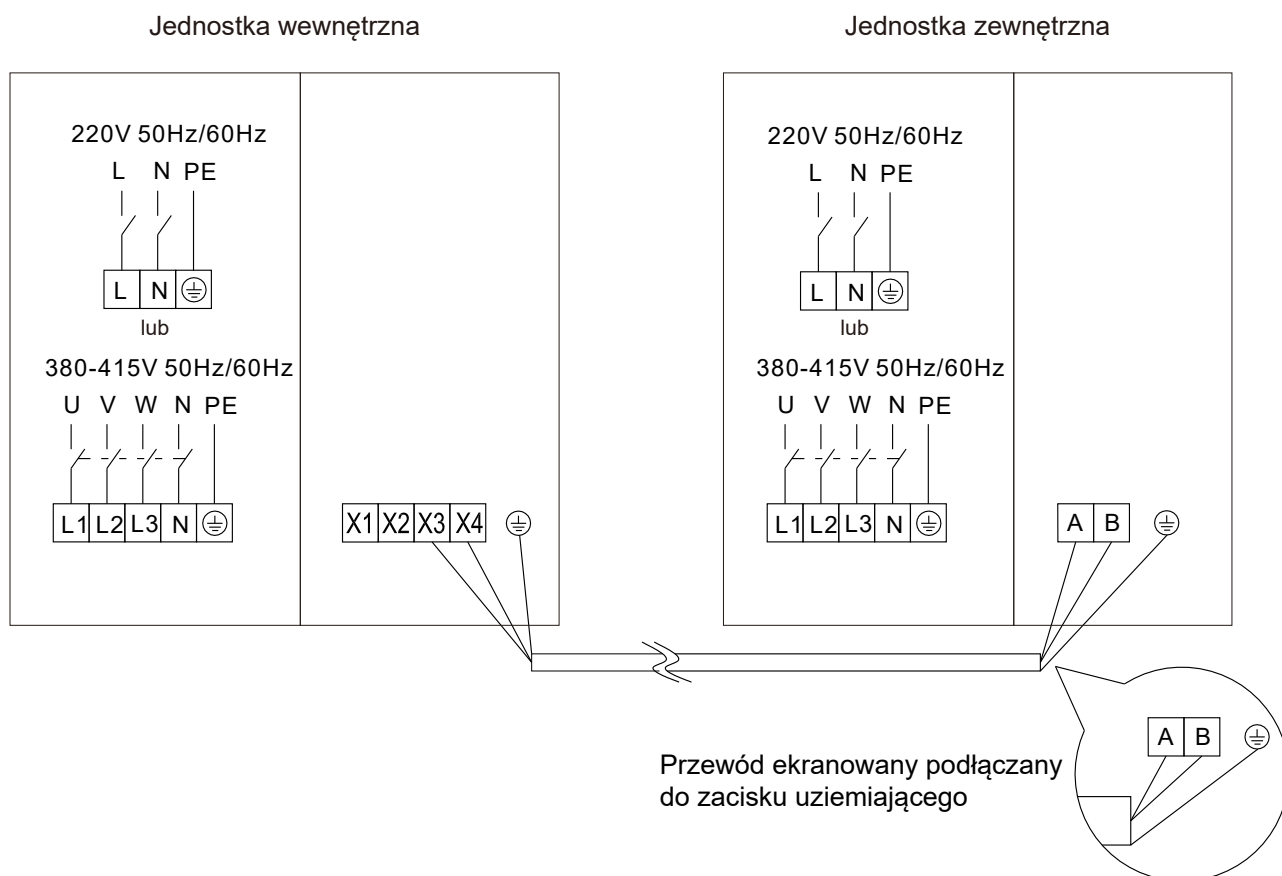 Jednostka wewnętrzna
220V 50Hz/60Hz
L N PE
L N
lub
380-415V 50Hz/60Hz
U V W N PE
L1 L2 L3 N
X1 X2 X3 X4
Jednostka zewnętrzna
220V 50Hz/60Hz
L N PE
L N
lub
380-415V 50Hz/60Hz
U V W N PE
L1 L2 L3 N
A B
Przewód ekranowany podłączany
do zacisku uziemiającego
A B